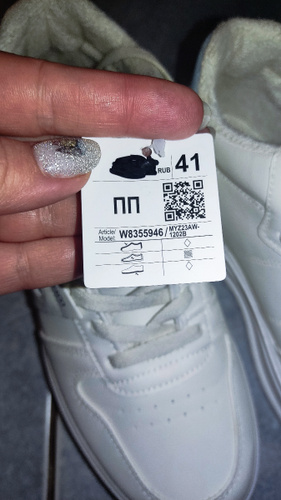 RUB 41
ПП
Article/ W8355946 / MYZ23AW-
Model: 1202B